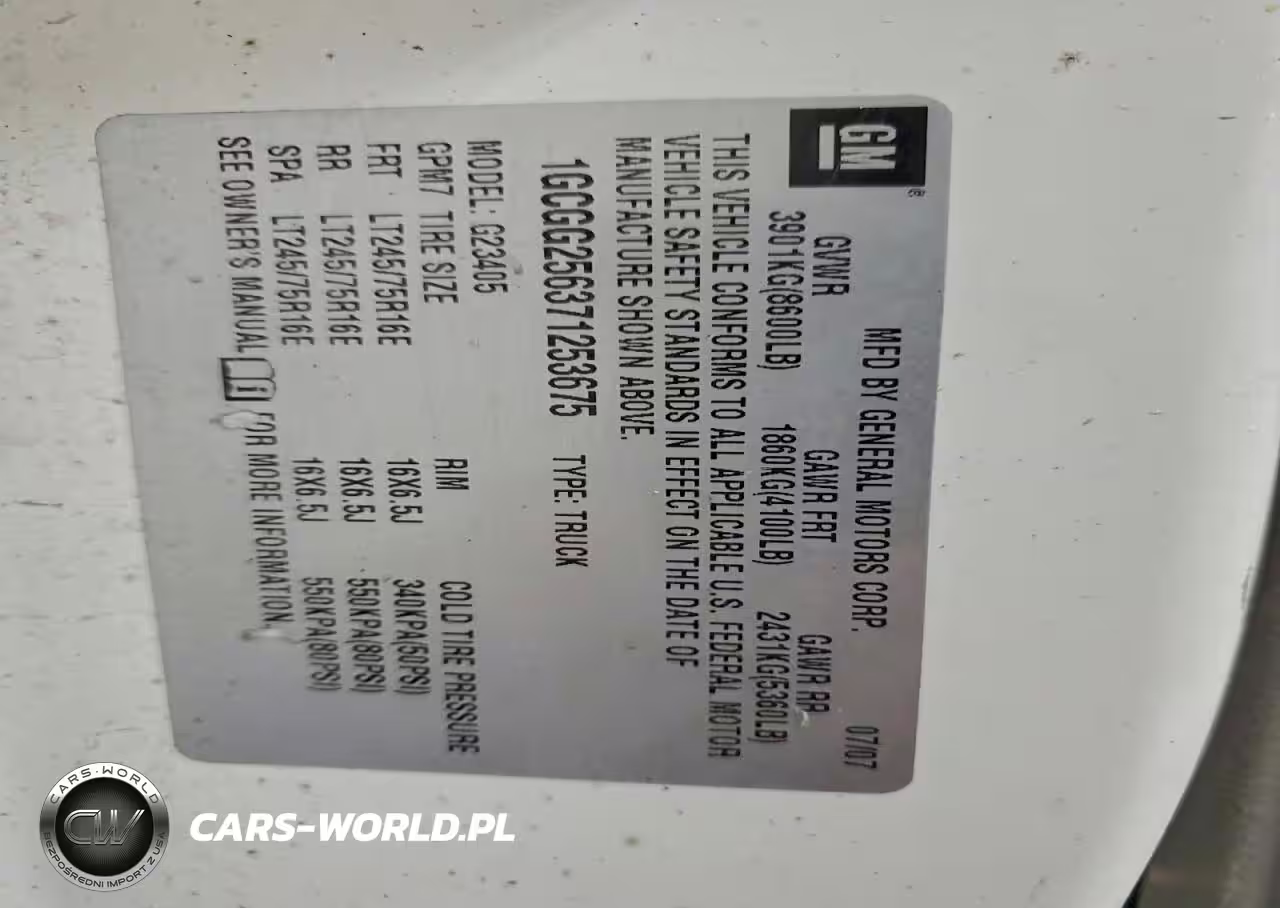 GM
®
MFD BY GENERAL MOTORS CORP. 07/07
GVWR GAWR FRT GAWR RR
3901KG(8600LB) 1860KG(4100LB) 2431KG(5360LB)
THIS VEHICLE CONFORMS TO ALL APPLICABLE U.S. FEDERAL MOTOR
VEHICLE SAFETY STANDARDS IN EFFECT ON THE DATE OF
MANUFACTURE SHOWN ABOVE.
1GCGG256371253675 TYPE: TRUCK
MODEL: G23405
GPM7 TIRE SIZE RIM COLD TIRE PRESSURE
FRT LT245/75R16E 16X6.5J 340KPA(50PSI)
RR LT245/75R16E 16X6.5J 550KPA(80PSI)
SPA LT245/75R16E 16X6.5J 550KPA(80PSI)
SEE OWNER'S MANUAL i FOR MORE INFORMATION.
CARS-WORLD
CW
BEZPOŚREDNI IMPORT Z USA
CARS-WORLD.PL